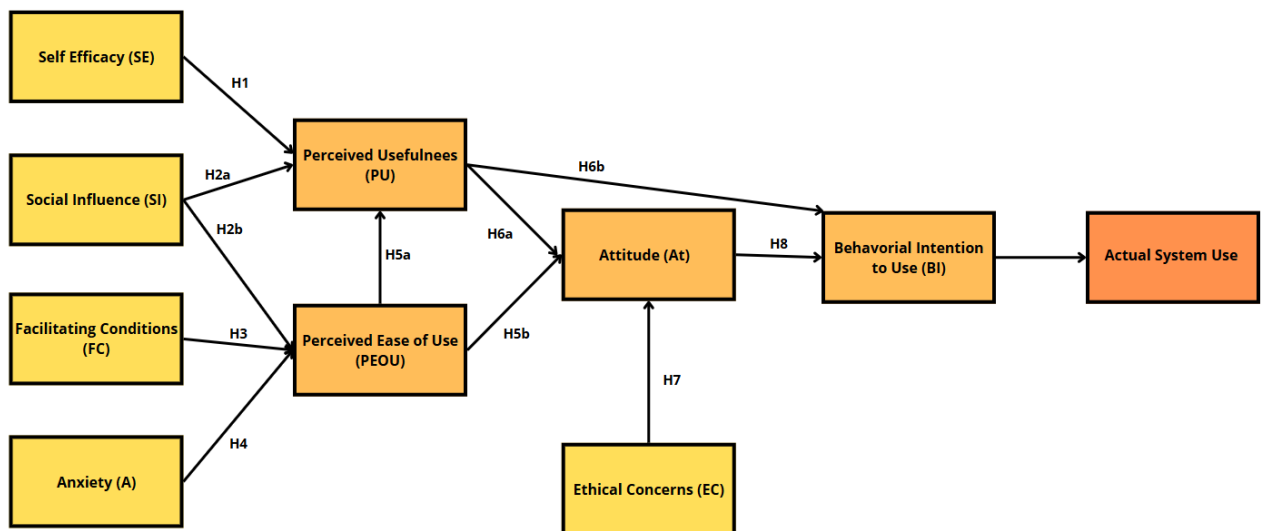 Self Efficacy (SE)
H1
Perceived Usefulnees
(PU)
Social Influence (SI)
H2a
H2b
H6b
H6a
H5a
Attitude (At)
H8
Behavorial Intention
to Use (BI)
Actual System Use
Facilitating Conditions
(FC)
H3
Perceived Ease of Use
(PEOU)
H5b
H7
Anxiety (A)
H4
Ethical Concerns (EC)